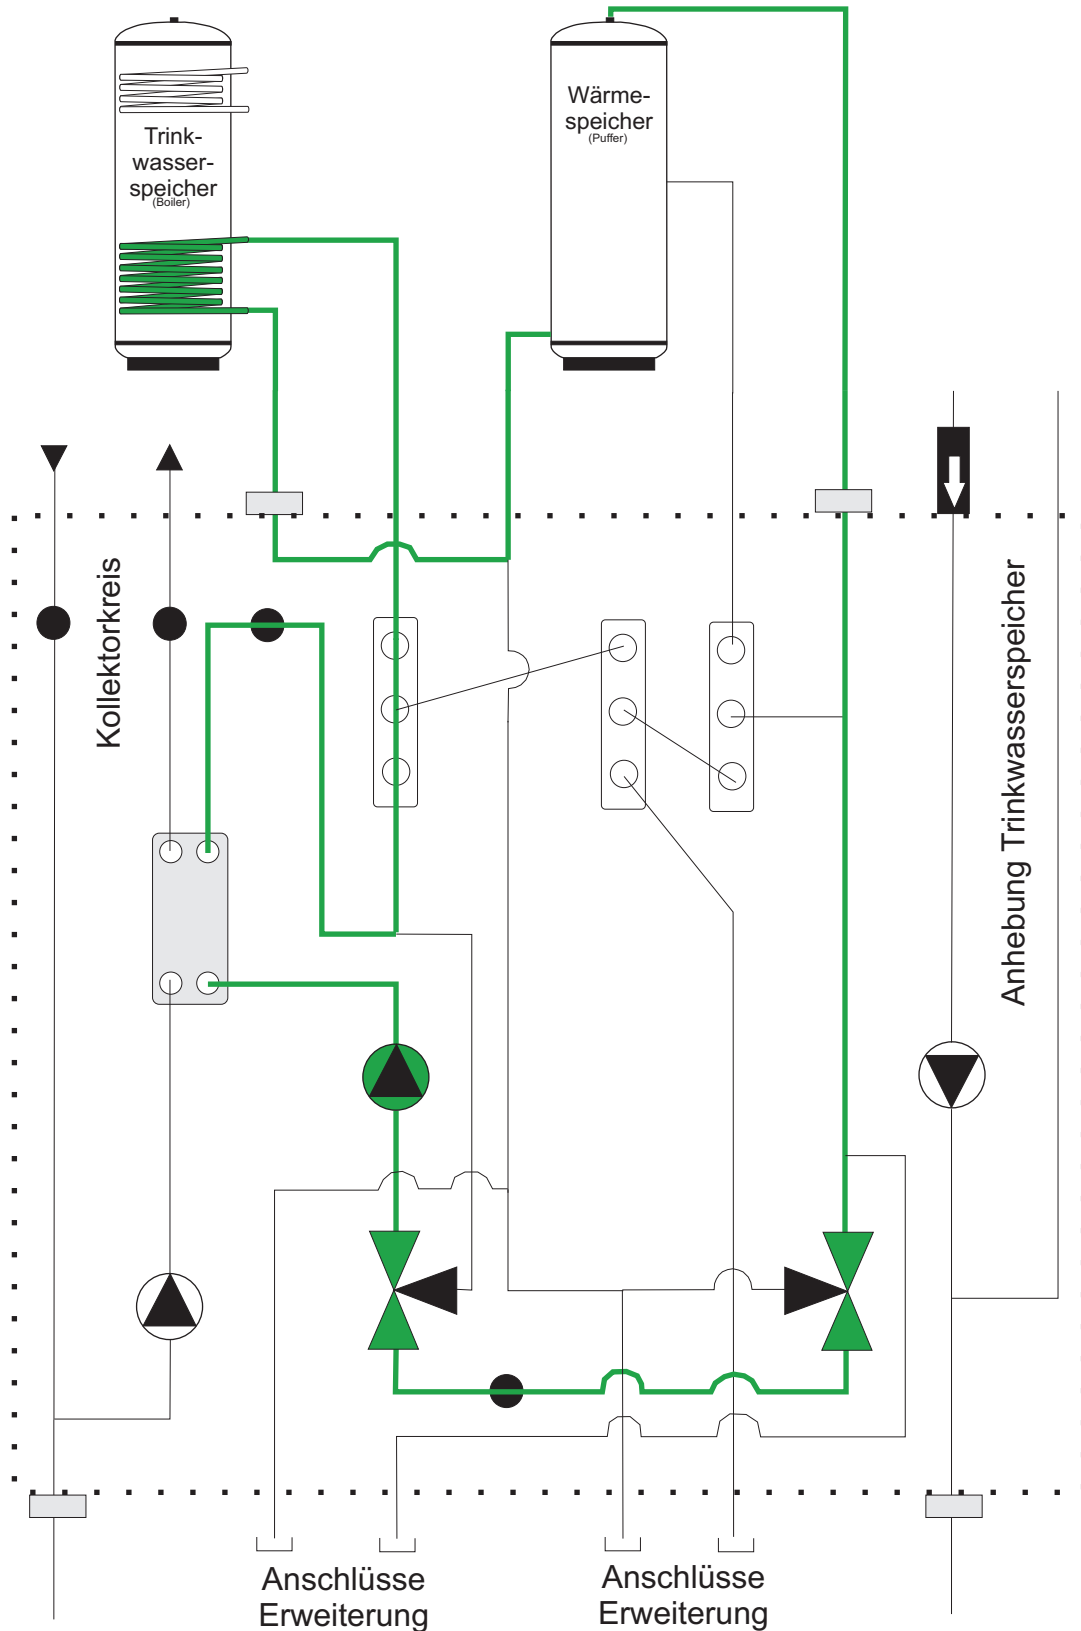 Trink-
wasser-
speicher
(Boiler)
Wärme-
speicher
(Puffer)
Kollektorkreis
Anhebung Trinkwasserspeicher
Anschlüsse
Erweiterung
Anschlüsse
Erweiterung